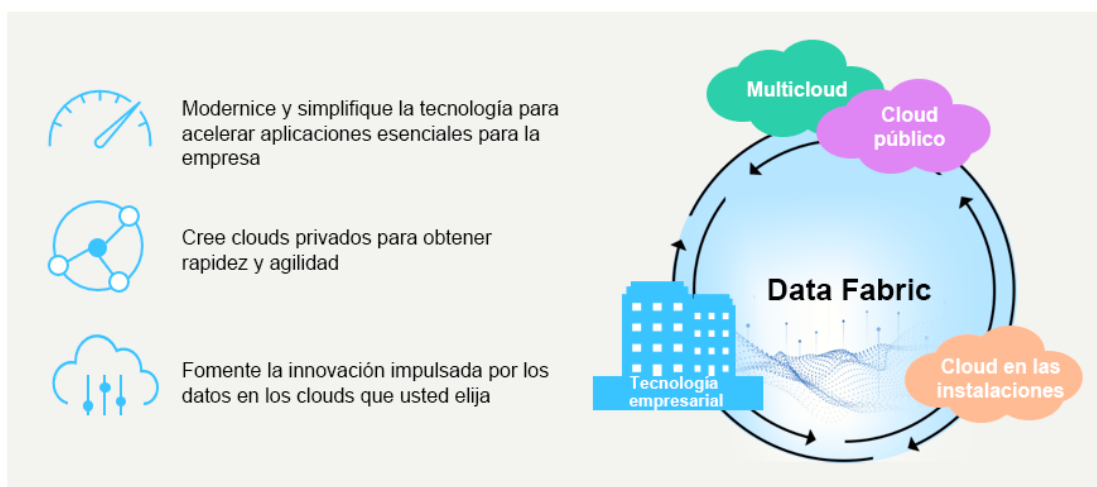 Modernice y simplifique la tecnología para
acelerar aplicaciones esenciales para la
empresa
Cree clouds privados para obtener
rapidez y agilidad
Fomente la innovación impulsada por los
datos en los clouds que usted elija
Multicloud
Cloud
público
Data Fabric
Tecnología
empresarial
Cloud en las
instalaciones